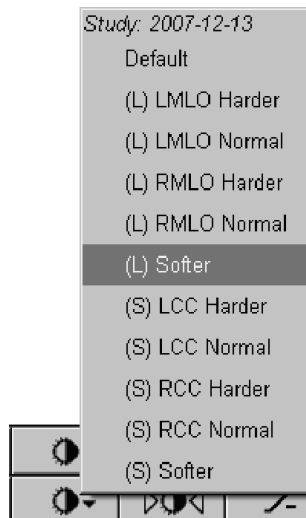 Study: 2007-12-13
Default
(L) LMLO Harder
(L) LMLO Normal
(L) RMLO Harder
(L) RMLO Normal
(L) Softer
(S) LCC Harder
(S) LCC Normal
(S) RCC Harder
(S) RCC Normal
(S) Softer